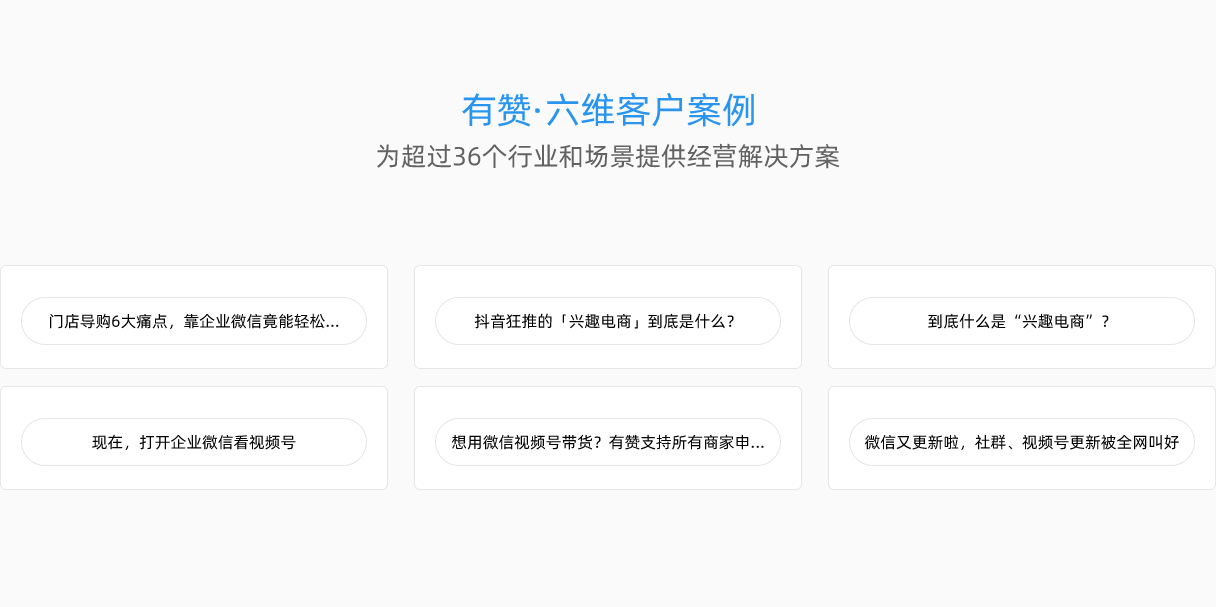 有赞·六维客户案例
为超过36个行业和场景提供经营解决方案
门店导购6大痛点，靠企业微信竟能轻松...
抖音狂推的「兴趣电商」到底是什么？
到底什么是“兴趣电商”？
现在，打开企业微信看视频号
想用微信视频号带货？有赞支持所有商家申...
微信又更新啦，社群、视频号更新被全网叫好